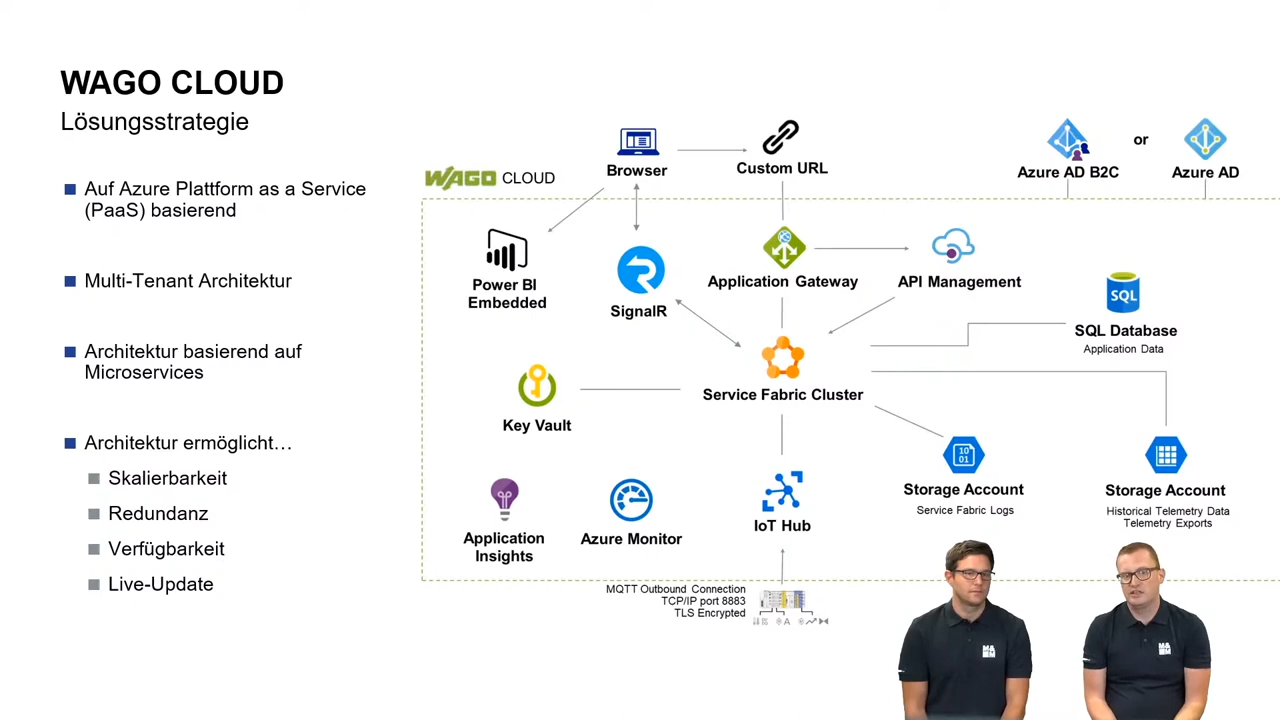 WAGO CLOUD
Lösungsstrategie
Auf Azure Plattform as a Service
(PaaS) basierend
Multi-Tenant Architektur
Architektur basierend auf
Microservices
Architektur ermöglicht…
Skalierbarkeit
Redundanz
Verfügbarkeit
Live-Update
WAGO CLOUD
Browser
Custom URL
Azure AD B2C
or
Azure AD
Power BI
Embedded
SignalR
Application Gateway
API Management
SQL
SQL Database
Application Data
Service Fabric Cluster
Key Vault
10
01
Storage Account
Service Fabric Logs
Storage Account
Historical Telemetry Data
Telemetry Exports
Application
Insights
Azure Monitor
IoT Hub
MQTT Outbound Connection
TCP/IP port 8883
TLS Encrypted
A